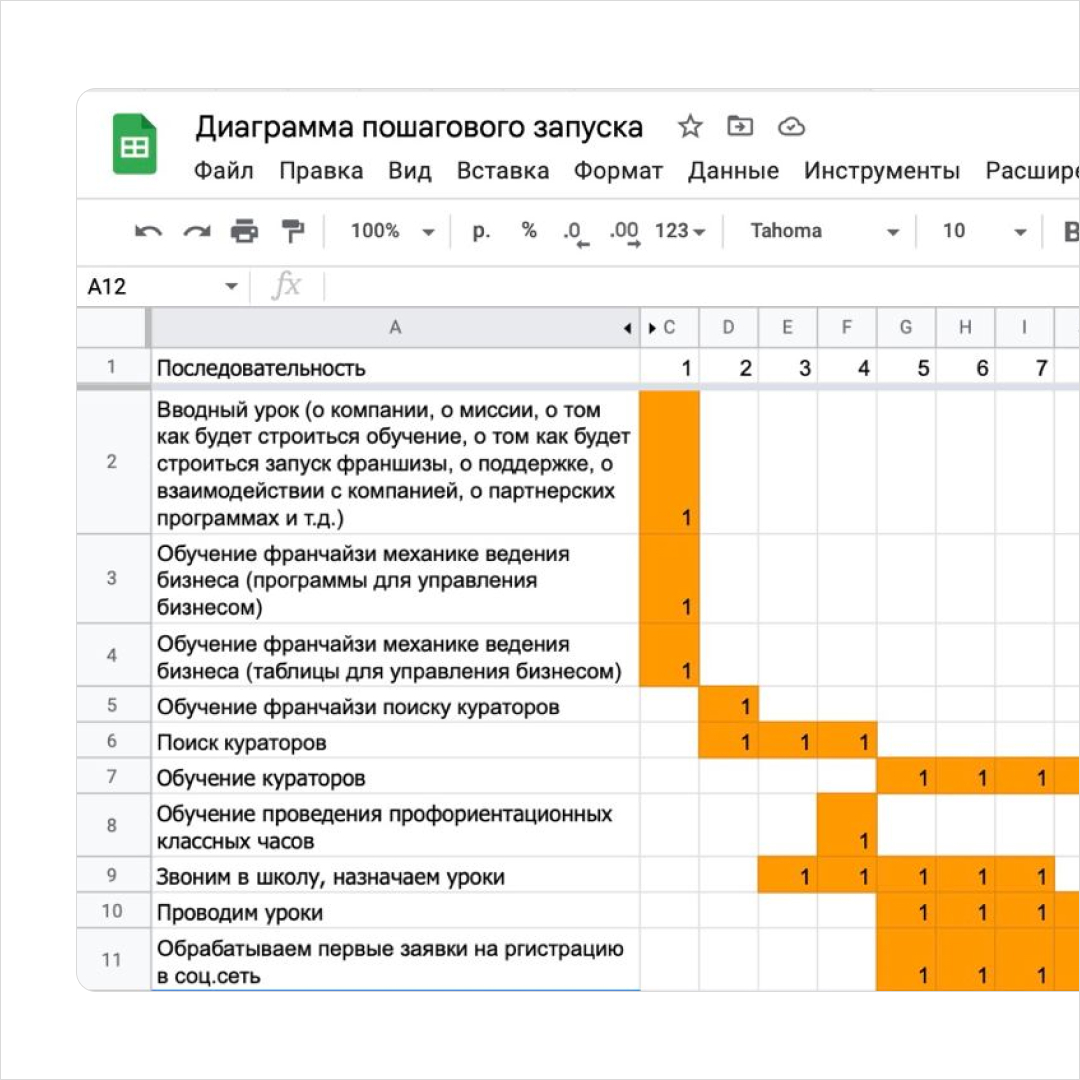 Диаграмма пошагового запуска
Файл Правка Вид Вставка Формат Данные Инструменты Расшире
100% р. % .0 .00 123 Tahoma 10 B
A12 fx
A C D E F G H I
1 Последовательность 1 2 3 4 5 6 7
Вводный урок (о компании, о миссии, о том
как будет строиться обучение, о том как будет
2 строиться запуск франшизы, о поддержке, о
взаимодействии с компанией, о партнерских
программах и т.д.) 1
Обучение франчайзи механике ведения
3 бизнеса (программы для управления
бизнесом) 1
4 Обучение франчайзи механике ведения
бизнеса (таблицы для управления бизнесом) 1
5 Обучение франчайзи поиску кураторов 1
6 Поиск кураторов 1 1 1
7 Обучение кураторов 1 1 1
8 Обучение проведения профориентационных
классных часов 1
9 Звоним в школу, назначаем уроки 1 1 1 1 1
10 Проводим уроки 1 1 1
11 Обрабатываем первые заявки на ргистрацию
в соц.сеть 1 1 1